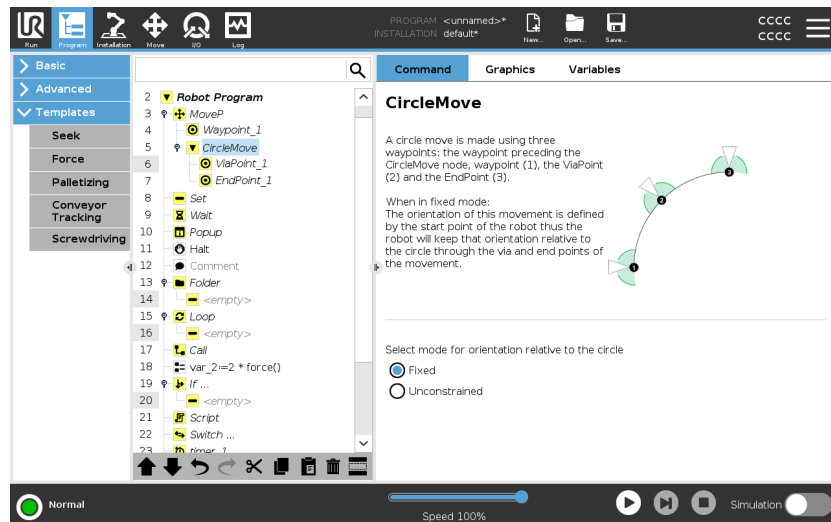 UR
Run
Program
Installation
Move
I/O
Log
PROGRAM <unnamed>*
INSTALLATION default*
New...
Open...
Save...
cccc
cccc
Basic
Advanced
Templates
Seek
Force
Palletizing
Conveyor
Tracking
Screwdriving
2 Robot Program
3 MoveP
4 Waypoint_1
5 CircleMove
6 ViaPoint_1
7 EndPoint_1
8 Set
9 Wait
10 Popup
11 Halt
12 Comment
13 Folder
14 <empty>
15 Loop
16 <empty>
17 Call
18 var_2:=2 * force()
19 If ...
20 <empty>
21 Script
22 Switch ...
23 timer_1
Command
Graphics
Variables
CircleMove
A circle move is made using three
waypoints: the waypoint preceding the
CircleMove node, waypoint (1), the ViaPoint
(2) and the EndPoint (3).
When in fixed mode:
The orientation of this movement is defined
by the start point of the robot thus the
robot will keep that orientation relative to
the circle through the via and end points of
the movement.
3
2
1
Select mode for orientation relative to the circle
Fixed
Unconstrained
Normal
Speed 100%
Simulation